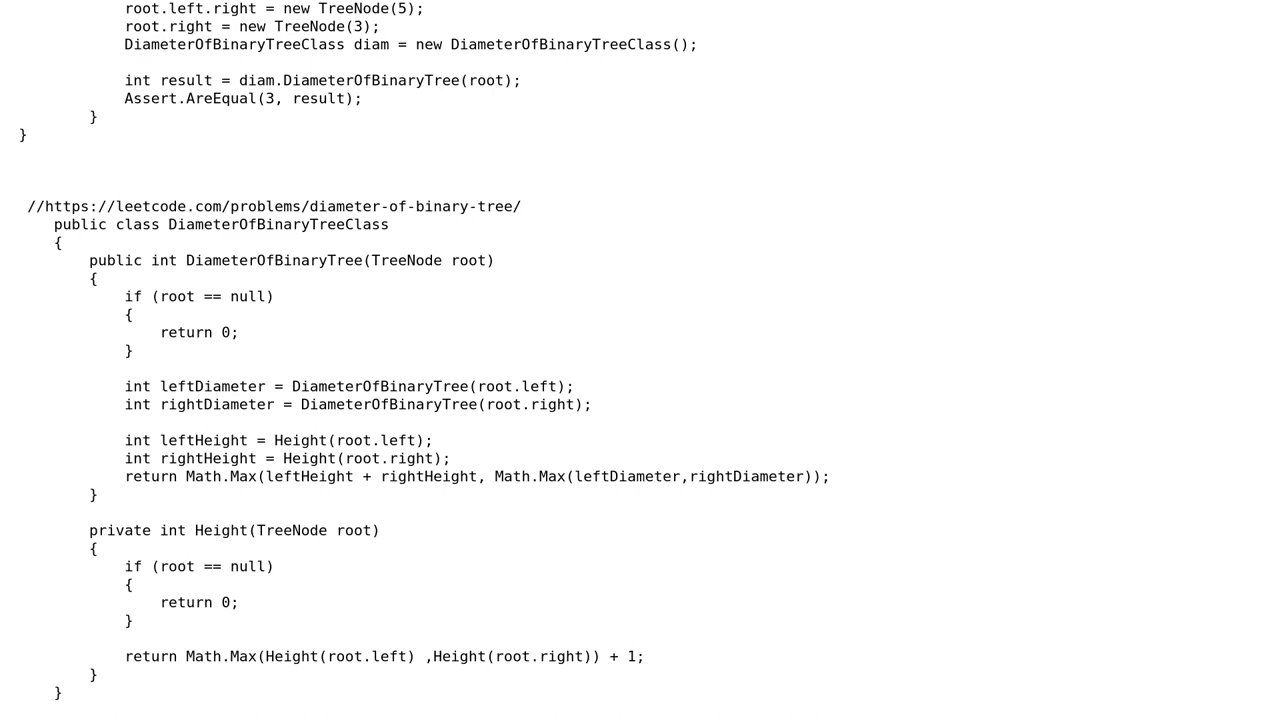 root.left.right = new TreeNode(5);
root.right = new TreeNode(3);
DiameterOfBinaryTreeClass diam = new DiameterOfBinaryTreeClass();
int result = diam.DiameterOfBinaryTree(root);
Assert.AreEqual(3, result);
}
}
//https://leetcode.com/problems/diameter-of-binary-tree/
public class DiameterOfBinaryTreeClass
{
public int DiameterOfBinaryTree(TreeNode root)
{
if (root == null)
{
return 0;
}
int leftDiameter = DiameterOfBinaryTree(root.left);
int rightDiameter = DiameterOfBinaryTree(root.right);
int leftHeight = Height(root.left);
int rightHeight = Height(root.right);
return Math.Max(leftHeight + rightHeight, Math.Max(leftDiameter,rightDiameter));
}
private int Height(TreeNode root)
{
if (root == null)
{
return 0;
}
return Math.Max(Height(root.left) ,Height(root.right)) + 1;
}
}